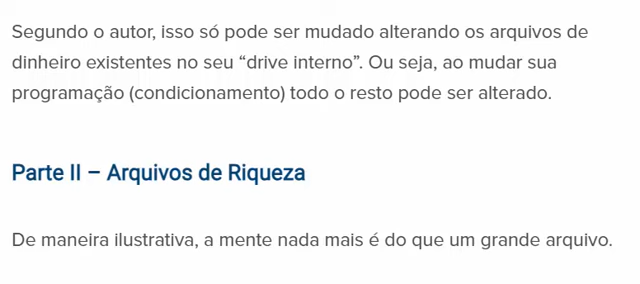 Segundo o autor, isso só pode ser mudado alterando os arquivos de
dinheiro existentes no seu “drive interno”. Ou seja, ao mudar sua
programação (condicionamento) todo o resto pode ser alterado.
Parte II – Arquivos de Riqueza
De maneira ilustrativa, a mente nada mais é do que um grande arquivo.